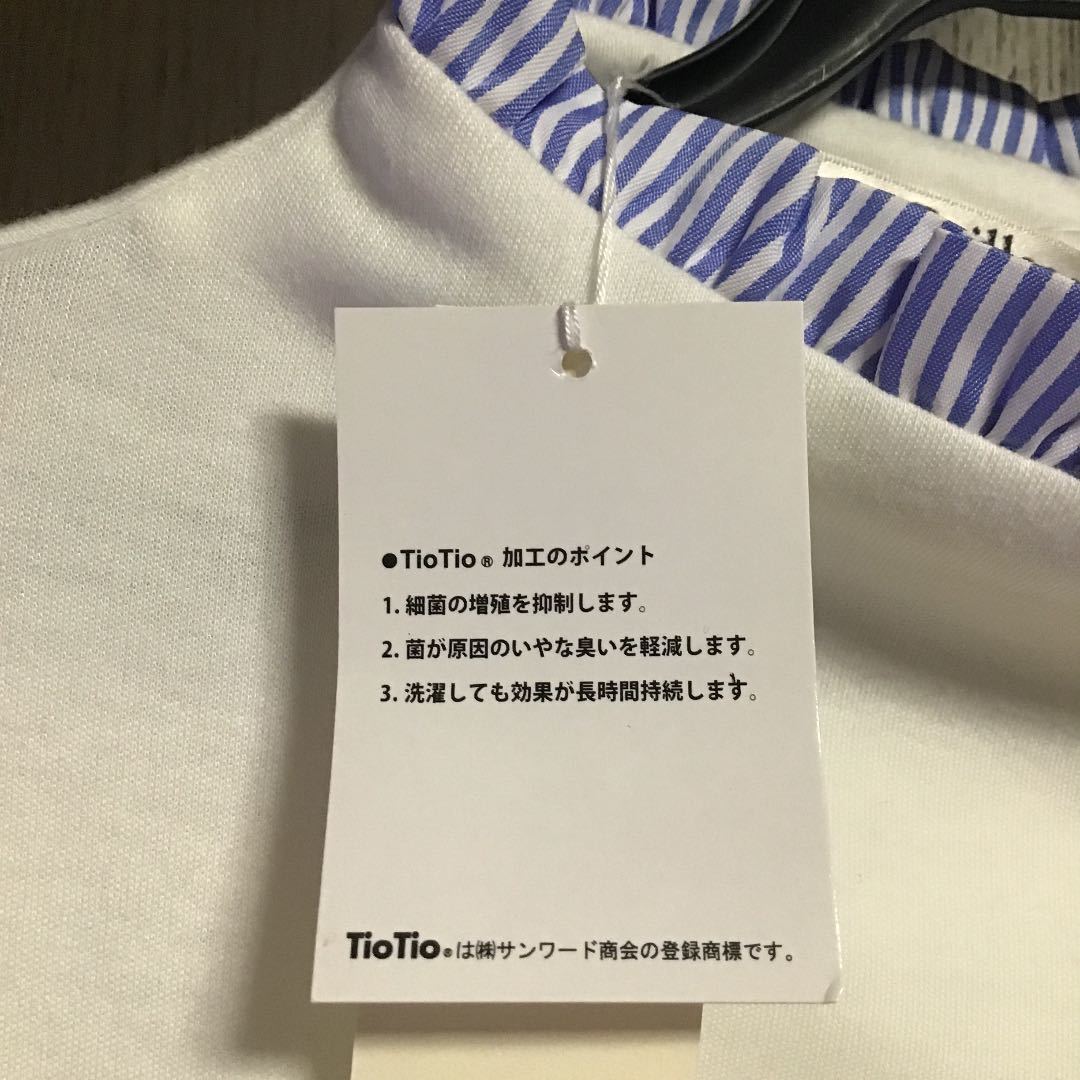 ●TioTio® 加工のポイント
1. 細菌の増殖を抑制します。
2. 菌が原因のいやな臭いを軽減します。
3. 洗濯しても効果が長時間持続します。
TioTio®は㈱サンワード商会の登録商標です。